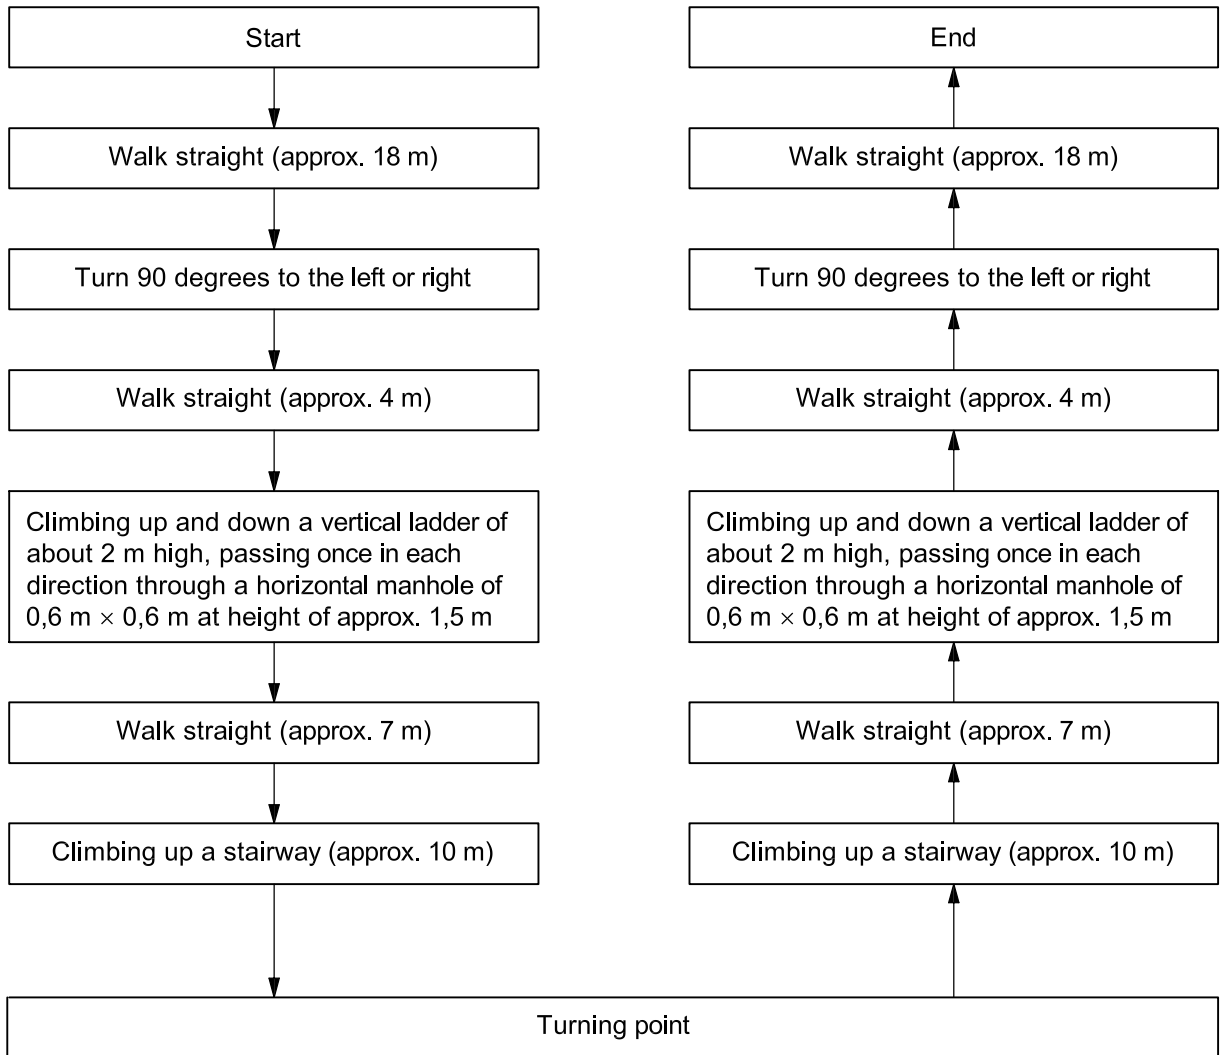 Start
Walk straight (approx. 18 m)
Turn 90 degrees to the left or right
Walk straight (approx. 4 m)
Climbing up and down a vertical ladder of
about 2 m high, passing once in each
direction through a horizontal manhole of
0,6 m × 0,6 m at height of approx. 1,5 m
Walk straight (approx. 7 m)
Climbing up a stairway (approx. 10 m)
Turning point
Climbing up a stairway (approx. 10 m)
Walk straight (approx. 7 m)
Climbing up and down a vertical ladder of
about 2 m high, passing once in each
direction through a horizontal manhole of
0,6 m × 0,6 m at height of approx. 1,5 m
Walk straight (approx. 4 m)
Turn 90 degrees to the left or right
Walk straight (approx. 18 m)
End